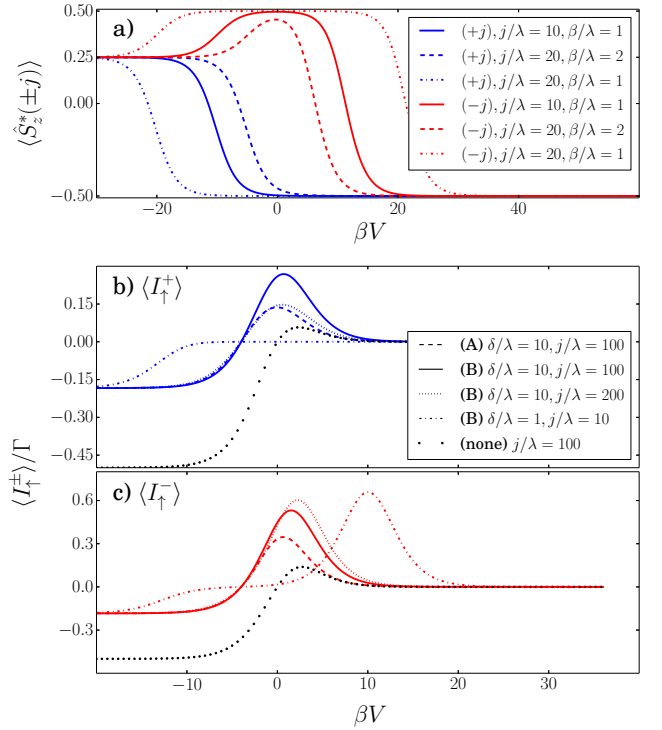 a)
⟨Ŝ*z(±j)⟩
0.50
0.25
0.00
−0.50
(+j), j/λ = 10, β/λ = 1
(+j), j/λ = 20, β/λ = 2
(+j), j/λ = 20, β/λ = 1
(−j), j/λ = 10, β/λ = 1
(−j), j/λ = 20, β/λ = 2
(−j), j/λ = 20, β/λ = 1
−20 0 20 40
βV
b) ⟨I↑+⟩
0.15
0.00
−0.15
−0.30
−0.45
(A) δ/λ = 10, j/λ = 100
(B) δ/λ = 10, j/λ = 100
(B) δ/λ = 10, j/λ = 200
(B) δ/λ = 1, j/λ = 10
(none) j/λ = 100
⟨I↑±⟩/Γ
c) ⟨I↑−⟩
0.6
0.3
0.0
−0.3
−10 0 10 20 30
βV